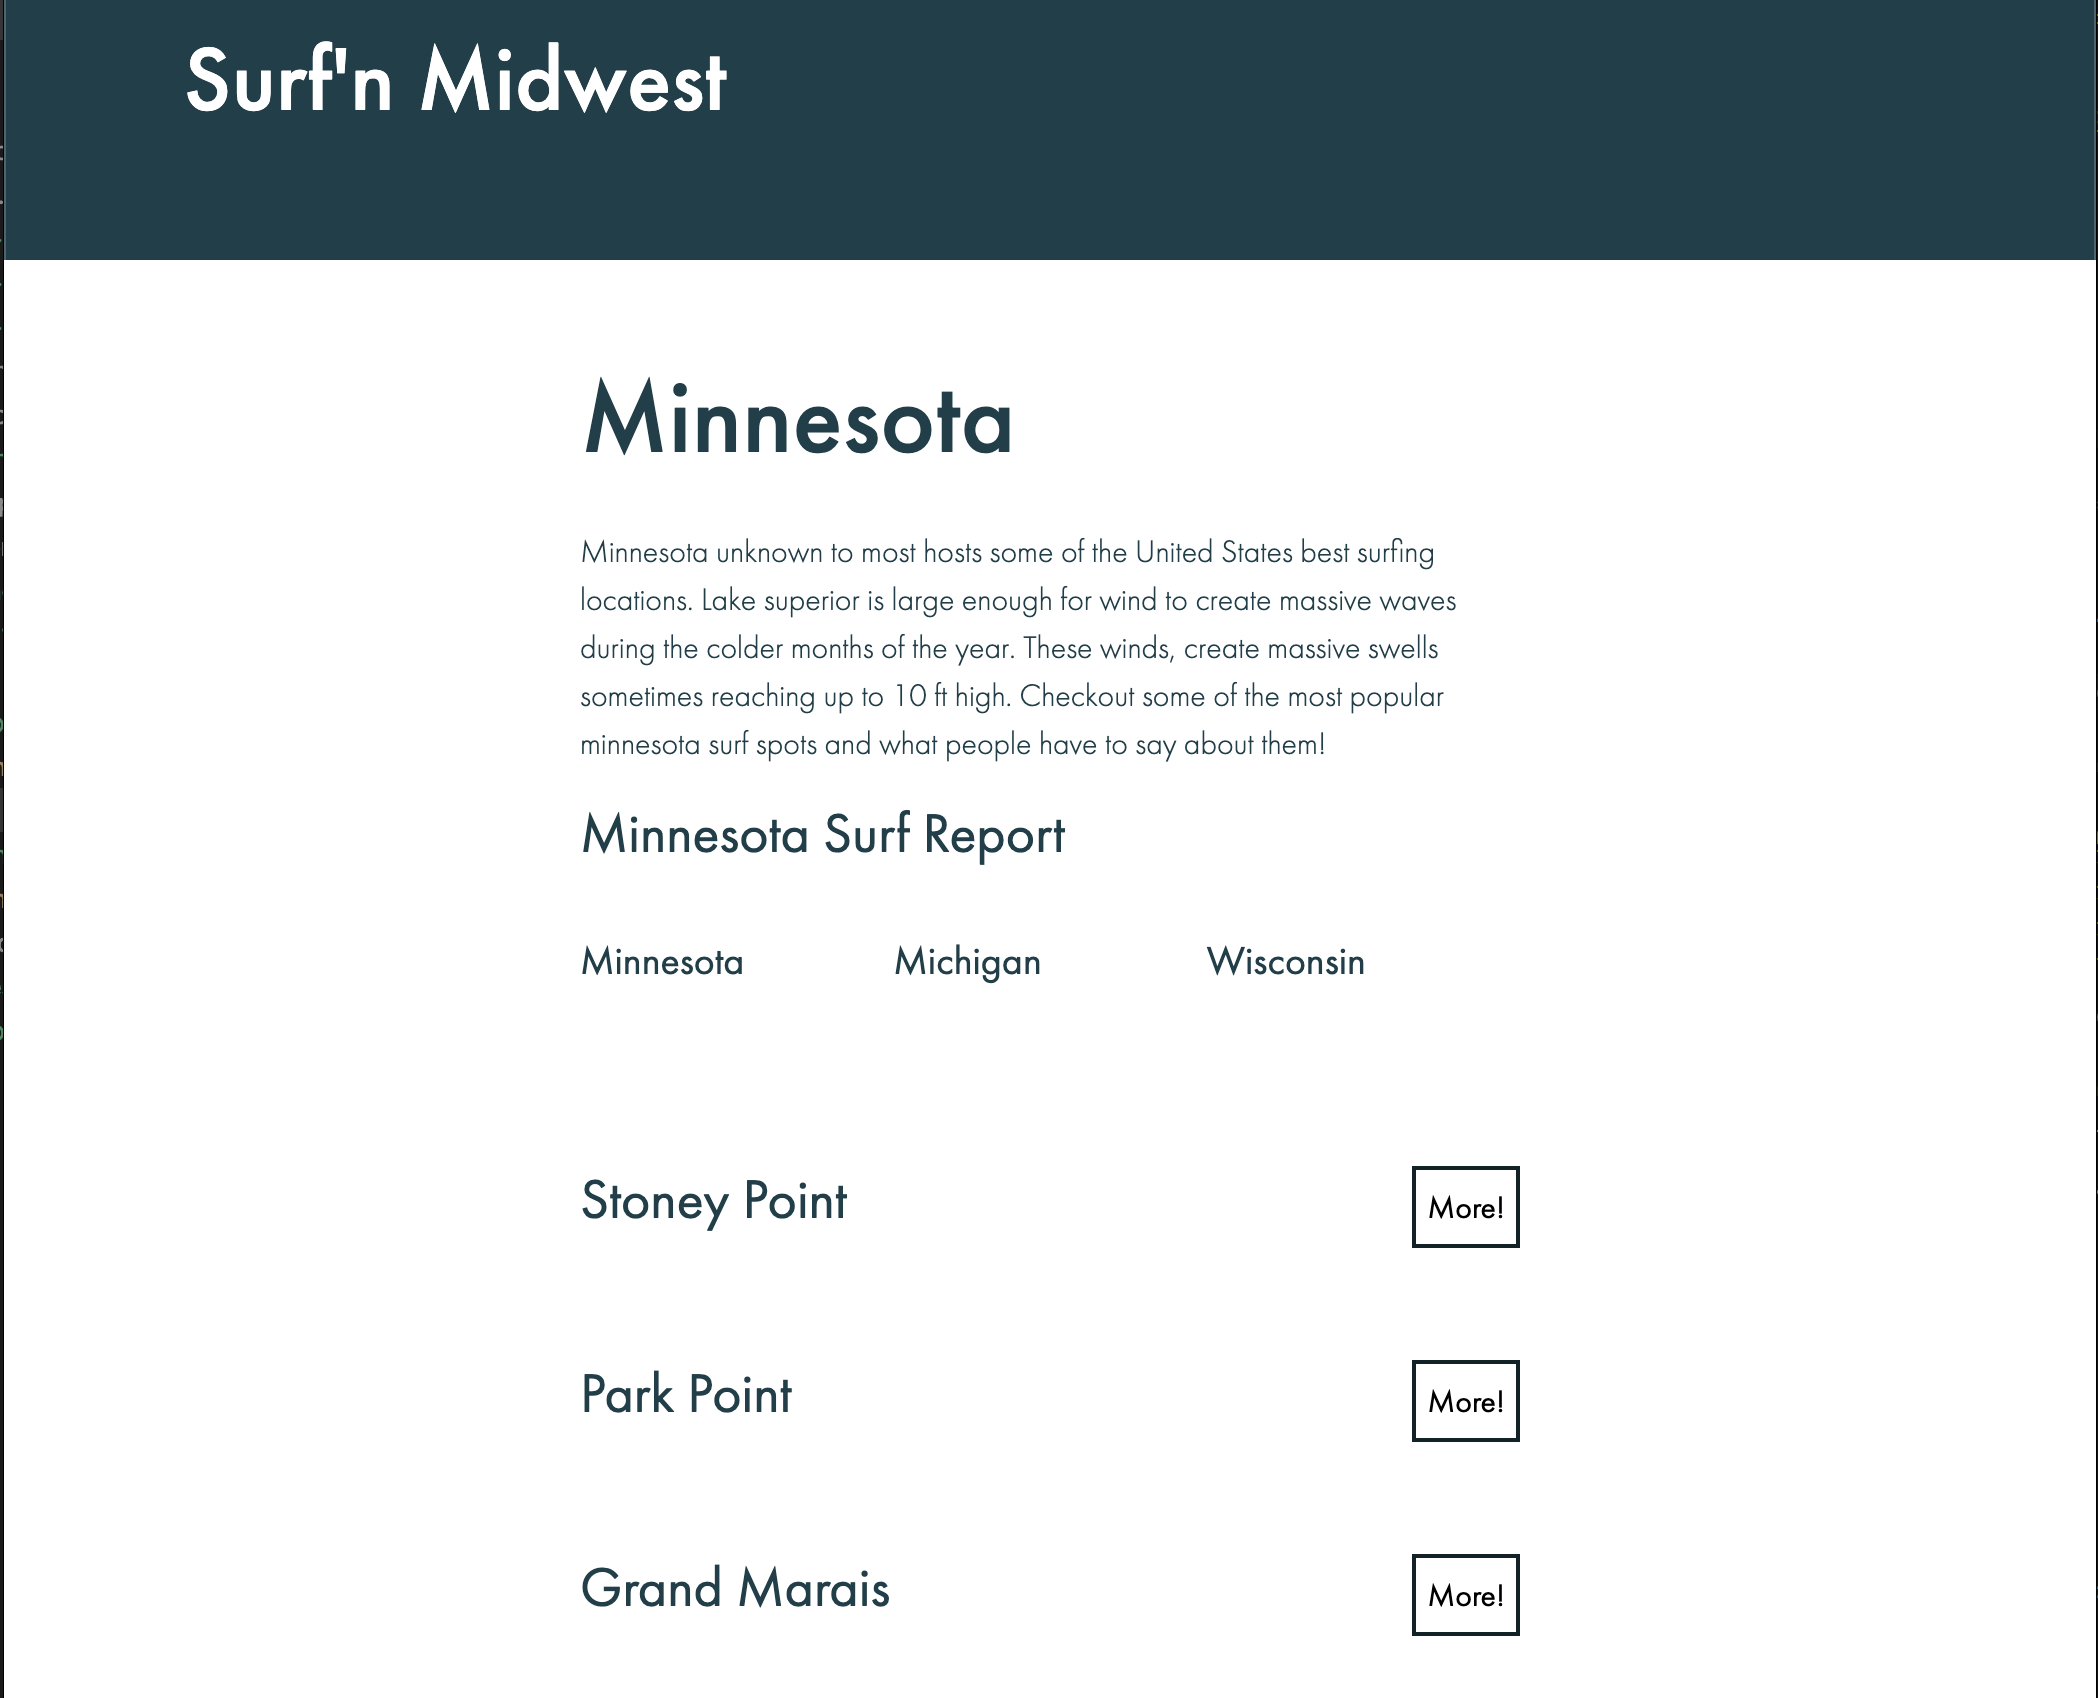 Surf'n Midwest
Minnesota
Minnesota unknown to most hosts some of the United States best surfing
locations. Lake superior is large enough for wind to create massive waves
during the colder months of the year. These winds, create massive swells
sometimes reaching up to 10 ft high. Checkout some of the most popular
minnesota surf spots and what people have to say about them!
Minnesota Surf Report
Minnesota Michigan Wisconsin
Stoney Point More!
Park Point More!
Grand Marais More!